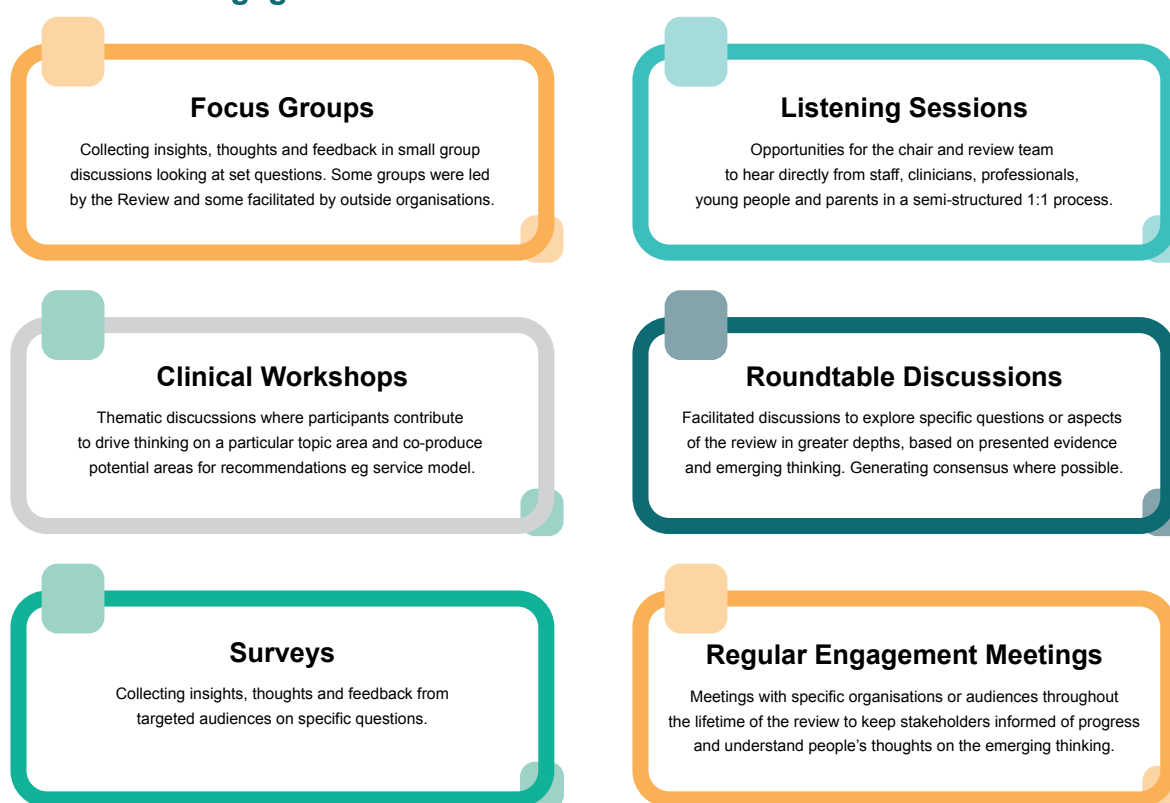 Focus Groups
Collecting insights, thoughts and feedback in small group
discussions looking at set questions. Some groups were led
by the Review and some facilitated by outside organisations.
Listening Sessions
Opportunities for the chair and review team
to hear directly from staff, clinicians, professionals,
young people and parents in a semi-structured 1:1 process.
Clinical Workshops
Thematic discucssions where participants contribute
to drive thinking on a particular topic area and co-produce
potential areas for recommendations eg service model.
Roundtable Discussions
Facilitated discussions to explore specific questions or aspects
of the review in greater depths, based on presented evidence
and emerging thinking. Generating consensus where possible.
Surveys
Collecting insights, thoughts and feedback from
targeted audiences on specific questions.
Regular Engagement Meetings
Meetings with specific organisations or audiences throughout
the lifetime of the review to keep stakeholders informed of progress
and understand people’s thoughts on the emerging thinking.